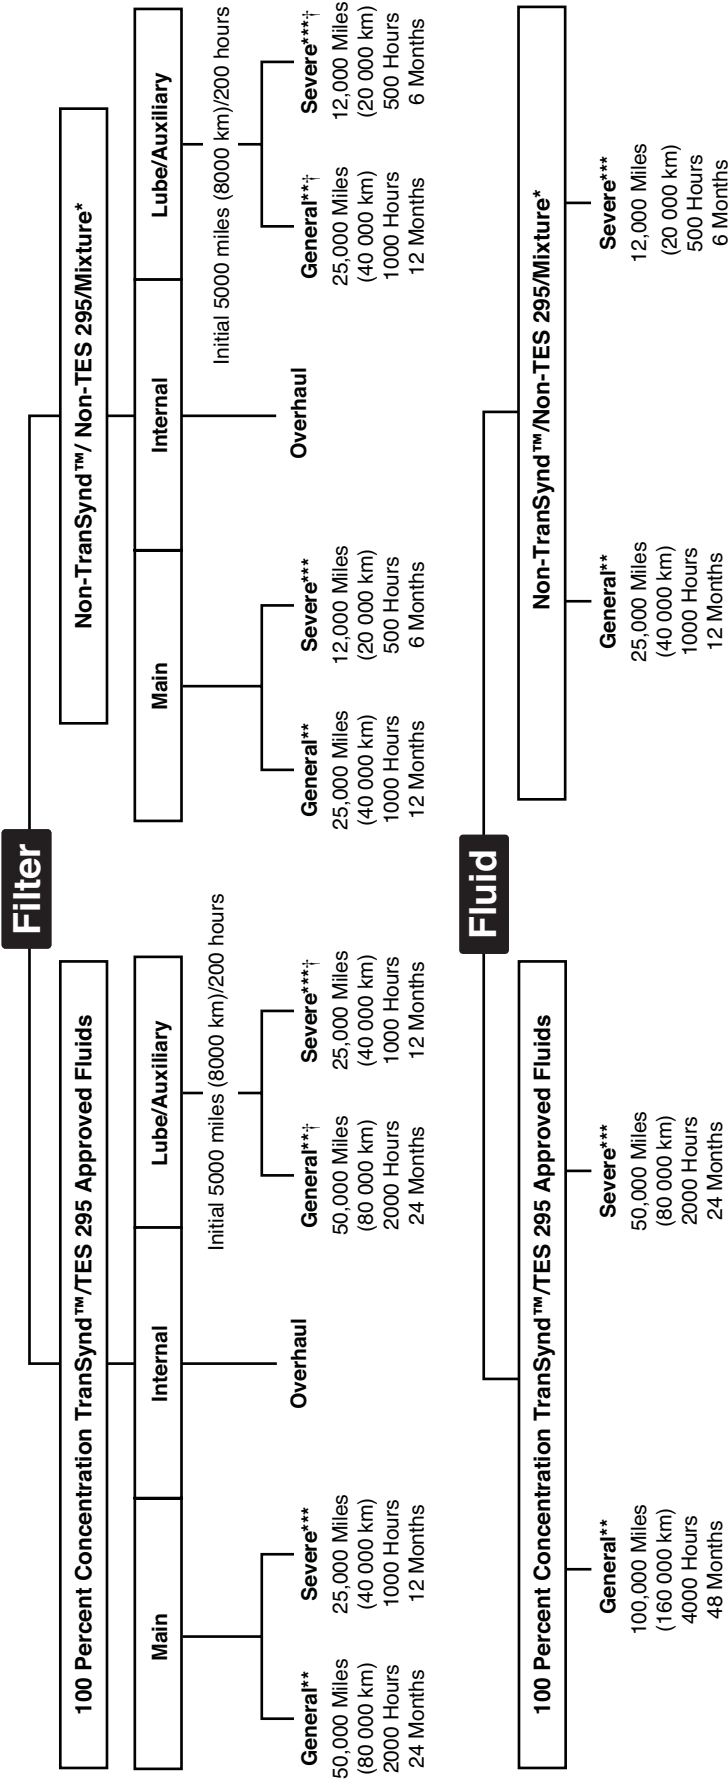 Filter
100 Percent Concentration TranSynd™/TES 295 Approved Fluids
Main
Internal
Lube/Auxiliary
Initial 5000 miles (8000 km)/200 hours
General**
50,000 Miles
(80 000 km)
2000 Hours
24 Months
Severe***
25,000 Miles
(40 000 km)
1000 Hours
12 Months
Overhaul
General**†
50,000 Miles
(80 000 km)
2000 Hours
24 Months
Severe***†
25,000 Miles
(40 000 km)
1000 Hours
12 Months
Non-TranSynd™/ Non-TES 295/Mixture*
Main
Internal
Lube/Auxiliary
Initial 5000 miles (8000 km)/200 hours
General**
25,000 Miles
(40 000 km)
1000 Hours
12 Months
Severe***
12,000 Miles
(20 000 km)
500 Hours
6 Months
Overhaul
General**†
25,000 Miles
(40 000 km)
1000 Hours
12 Months
Severe***†
12,000 Miles
(20 000 km)
500 Hours
6 Months
Fluid
100 Percent Concentration TranSynd™/TES 295 Approved Fluids
General**
100,000 Miles
(160 000 km)
4000 Hours
48 Months
Severe***
50,000 Miles
(80 000 km)
2000 Hours
24 Months
Non-TranSynd™/Non-TES 295/Mixture*
General**
25,000 Miles
(40 000 km)
1000 Hours
12 Months
Severe***
12,000 Miles
(20 000 km)
500 Hours
6 Months